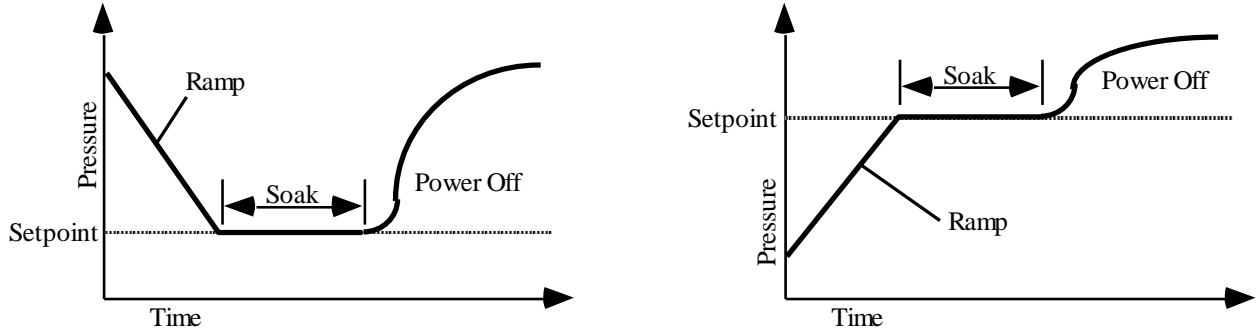 Pressure
Ramp
Soak
Power Off
Setpoint
Time
Pressure
Soak
Power Off
Setpoint
Ramp
Time